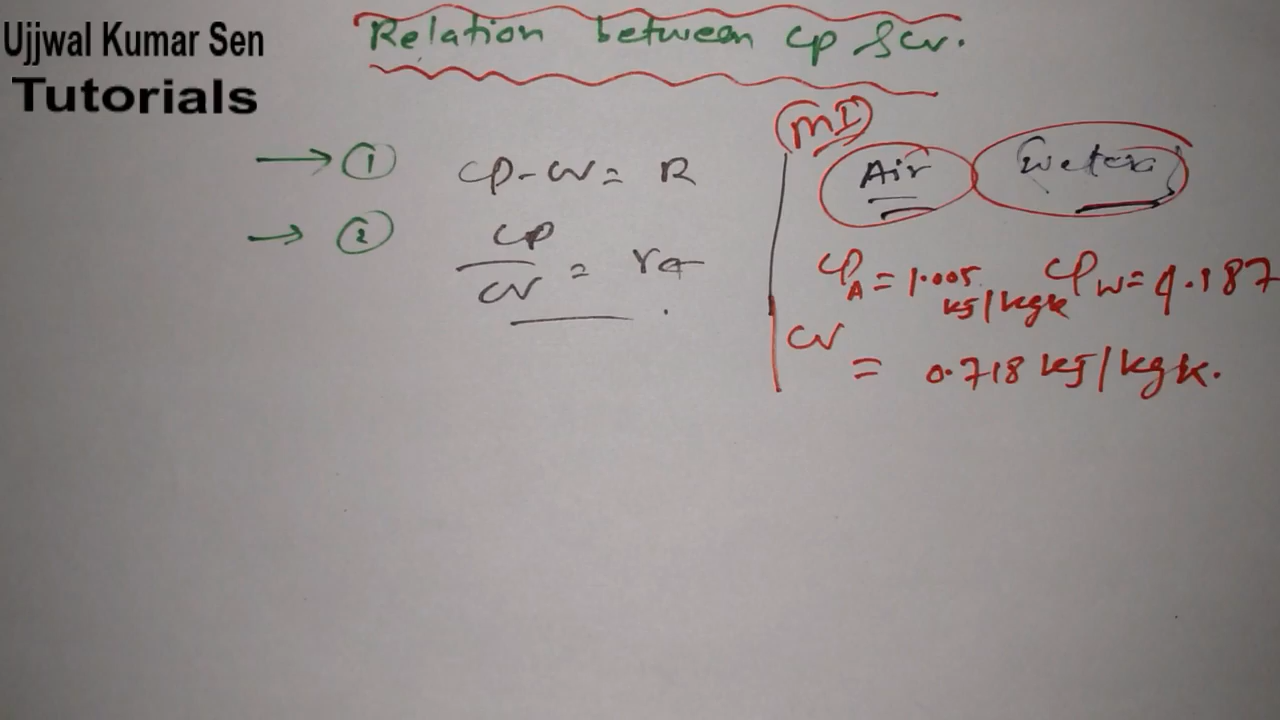 Ujjwal Kumar Sen
Tutorials
Relation between Cp & Cv.
→ ① Cp - Cv = R
→ ② Cp / Cv = γ ←
MI
Air
Water
CpA = 1.005 kJ/kgK
CpW = 4.187
Cv = 0.718 kJ/kgK.